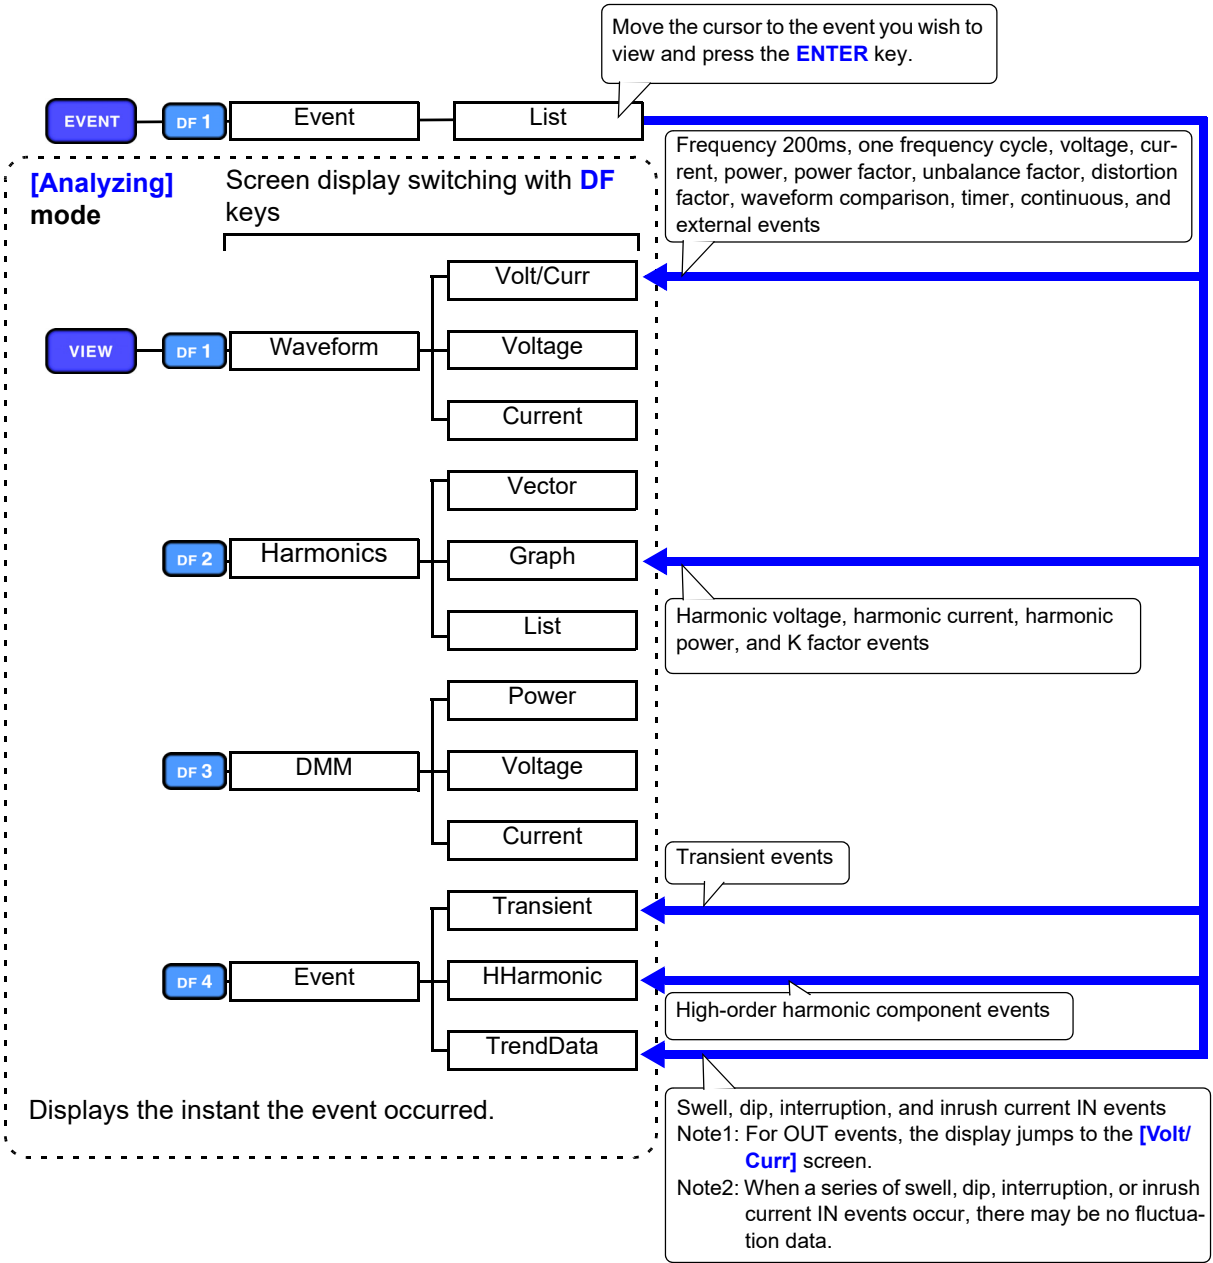 Move the cursor to the event you wish to
view and press the ENTER key.
EVENT
DF 1
Event
List
Frequency 200ms, one frequency cycle, voltage, cur-
rent, power, power factor, unbalance factor, distortion
factor, waveform comparison, timer, continuous, and
external events
[Analyzing]
mode
Screen display switching with DF
keys
Volt/Curr
VIEW
DF 1
Waveform
Voltage
Current
Vector
DF 2
Harmonics
Graph
List
Harmonic voltage, harmonic current, harmonic
power, and K factor events
Power
DF 3
DMM
Voltage
Current
Transient events
Transient
DF 4
Event
HHarmonic
High-order harmonic component events
TrendData
Displays the instant the event occurred.
Swell, dip, interruption, and inrush current IN events
Note1: For OUT events, the display jumps to the [Volt/
Curr] screen.
Note2: When a series of swell, dip, interruption, or inrush
current IN events occur, there may be no fluctua-
tion data.